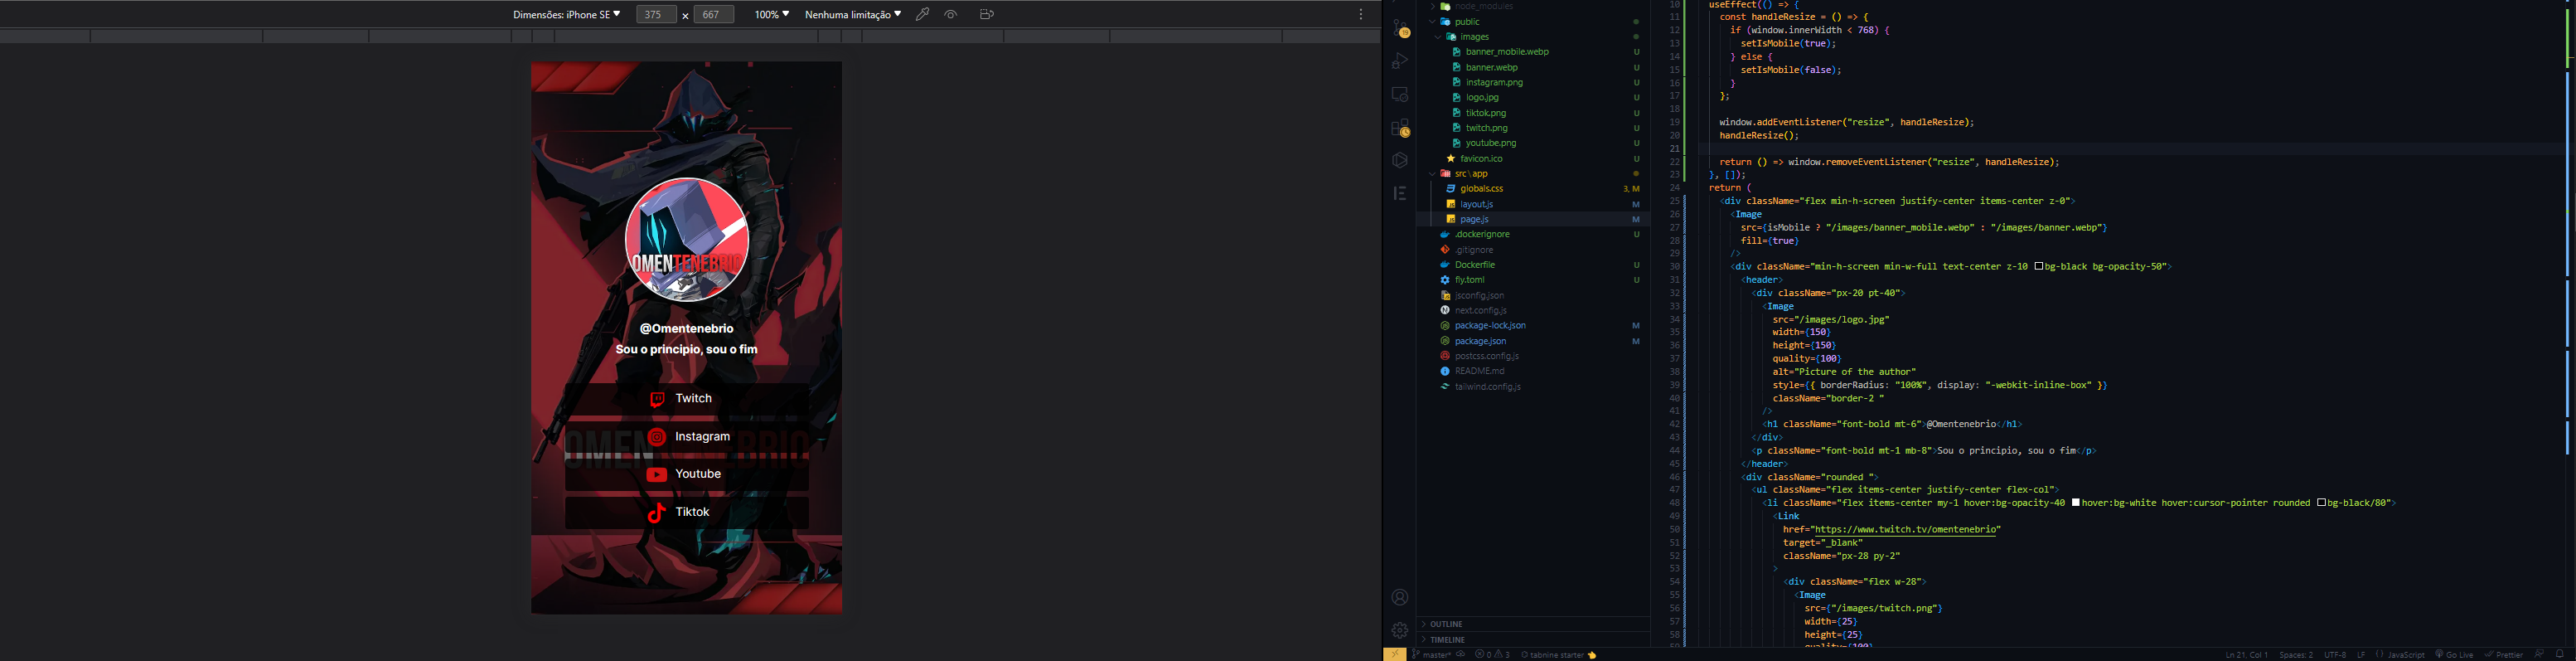 Dimensões: iPhone SE ▼ 375 x 667 100% ▼ Nenhuma limitação ▼
OMENTENEBRIO
@Omentenebrio
Sou o principio, sou o fim
Twitch
Instagram
Youtube
Tiktok
19
node_modules
public
images
banner_mobile.webp U
banner.webp U
instagram.png U
logo.jpg U
tiktok.png U
twitch.png U
youtube.png U
favicon.ico U
src\app
globals.css 3, M
layout.js M
page.js M
.dockerignore U
.gitignore
Dockerfile U
fly.toml U
jsconfig.json
next.config.js
package-lock.json M
package.json M
postcss.config.js
README.md
tailwind.config.js
OUTLINE
TIMELINE
10 useEffect(() => {
11 const handleResize = () => {
12 if (window.innerWidth < 768) {
13 setIsMobile(true);
14 } else {
15 setIsMobile(false);
16 }
17 };
18
19 window.addEventListener("resize", handleResize);
20 handleResize();
21
22 return () => window.removeEventListener("resize", handleResize);
23 }, []);
24 return (
25 <div className="flex min-h-screen justify-center items-center z-0">
26 <Image
27 src={isMobile ? "/images/banner_mobile.webp" : "/images/banner.webp"}
28 fill={true}
29 />
30 <div className="min-h-screen min-w-full text-center z-10 bg-black bg-opacity-50">
31 <header>
32 <div className="px-20 pt-40">
33 <Image
34 src="/images/logo.jpg"
35 width={150}
36 height={150}
37 quality={100}
38 alt="Picture of the author"
39 style={{ borderRadius: "100%", display: "-webkit-inline-box" }}
40 className="border-2 "
41 />
42 <h1 className="font-bold mt-6">@Omentenebrio</h1>
43 </div>
44 <p className="font-bold mt-1 mb-8">Sou o principio, sou o fim</p>
45 </header>
46 <div className="rounded ">
47 <ul className="flex items-center justify-center flex-col">
48 <li className="flex items-center my-1 hover:bg-opacity-40 hover:bg-white hover:cursor-pointer rounded bg-black/80">
49 <Link
50 href="https://www.twitch.tv/omentenebrio"
51 target="_blank"
52 className="px-28 py-2"
53 >
54 <div className="flex w-28">
55 <Image
56 src={"/images/twitch.png"}
57 width={25}
58 height={25}
59 quality={100}
master* 0 3 tabnine starter Ln 21, Col 1 Spaces: 2 UTF-8 LF {} JavaScript Go Live Prettier